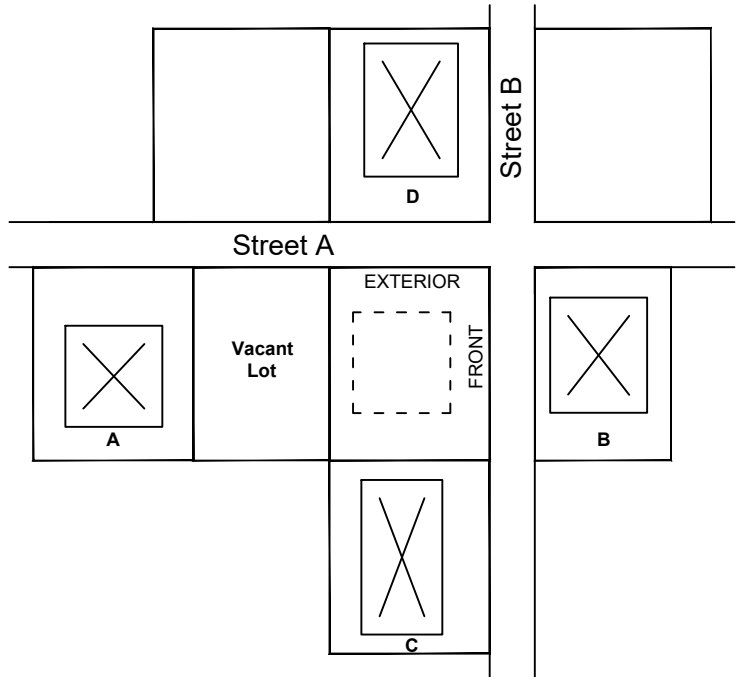 Street B
D
Street A
EXTERIOR
FRONT
Vacant
Lot
A
B
C